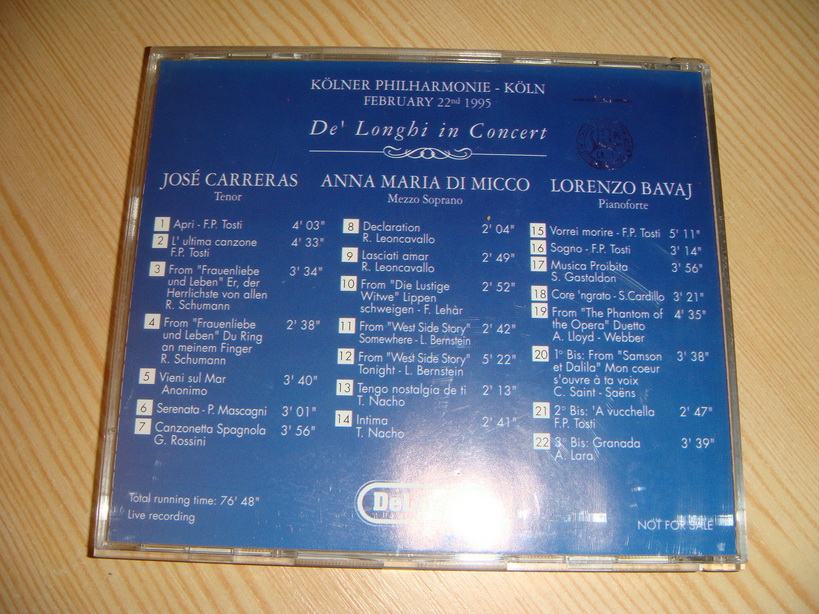 KÖLNER PHILHARMONIE - KÖLN
FEBRUARY 22nd 1995
De' Longhi in Concert
JOSÉ CARRERAS
Tenor
1 Apri - F.P. Tosti 4' 03"
2 L' ultima canzone 4' 33"
F.P. Tosti
3 From "Frauenliebe 3' 34"
und Leben" Er, der
Herrlichste von allen
R. Schumann
4 From "Frauenliebe 2' 38"
und Leben" Du Ring
an meinem Finger
R. Schumann
5 Vieni sul Mar 3' 40"
Anonimo
6 Serenata - P. Mascagni 3' 01"
7 Canzonetta Spagnola 3' 56"
G. Rossini
ANNA MARIA DI MICCO
Mezzo Soprano
8 Declaration 2' 04"
R. Leoncavallo
9 Lasciati amar 2' 49"
R. Leoncavallo
10 From "Die Lustige 2' 52"
Witwe" Lippen
schweigen - F. Lehàr
11 From "West Side Story" 2' 42"
Somewhere - L. Bernstein
12 From "West Side Story" 5' 22"
Tonight - L. Bernstein
13 Tengo nostalgia de ti 2' 13"
T. Nacho
14 Intima 2' 41"
T. Nacho
LORENZO BAVAJ
Pianoforte
15 Vorrei morire - F.P. Tosti 5' 11"
16 Sogno - F.P. Tosti 3' 14"
17 Musica Proibita 3' 56"
S. Gastaldon
18 Core 'ngrato - S.Cardillo 3' 21"
19 From "The Phantom of 4' 35"
the Opera" Duetto
A. Lloyd - Webber
20 1° Bis: From "Samson 3' 38"
et Dalila" Mon coeur
s'ouvre à ta voix
C. Saint - Saëns
21 2° Bis: 'A vucchella 2' 47"
F.P. Tosti
22 3° Bis: Granada 3' 39"
A. Lara
Total running time: 76' 48"
Live recording
NOT FOR SALE